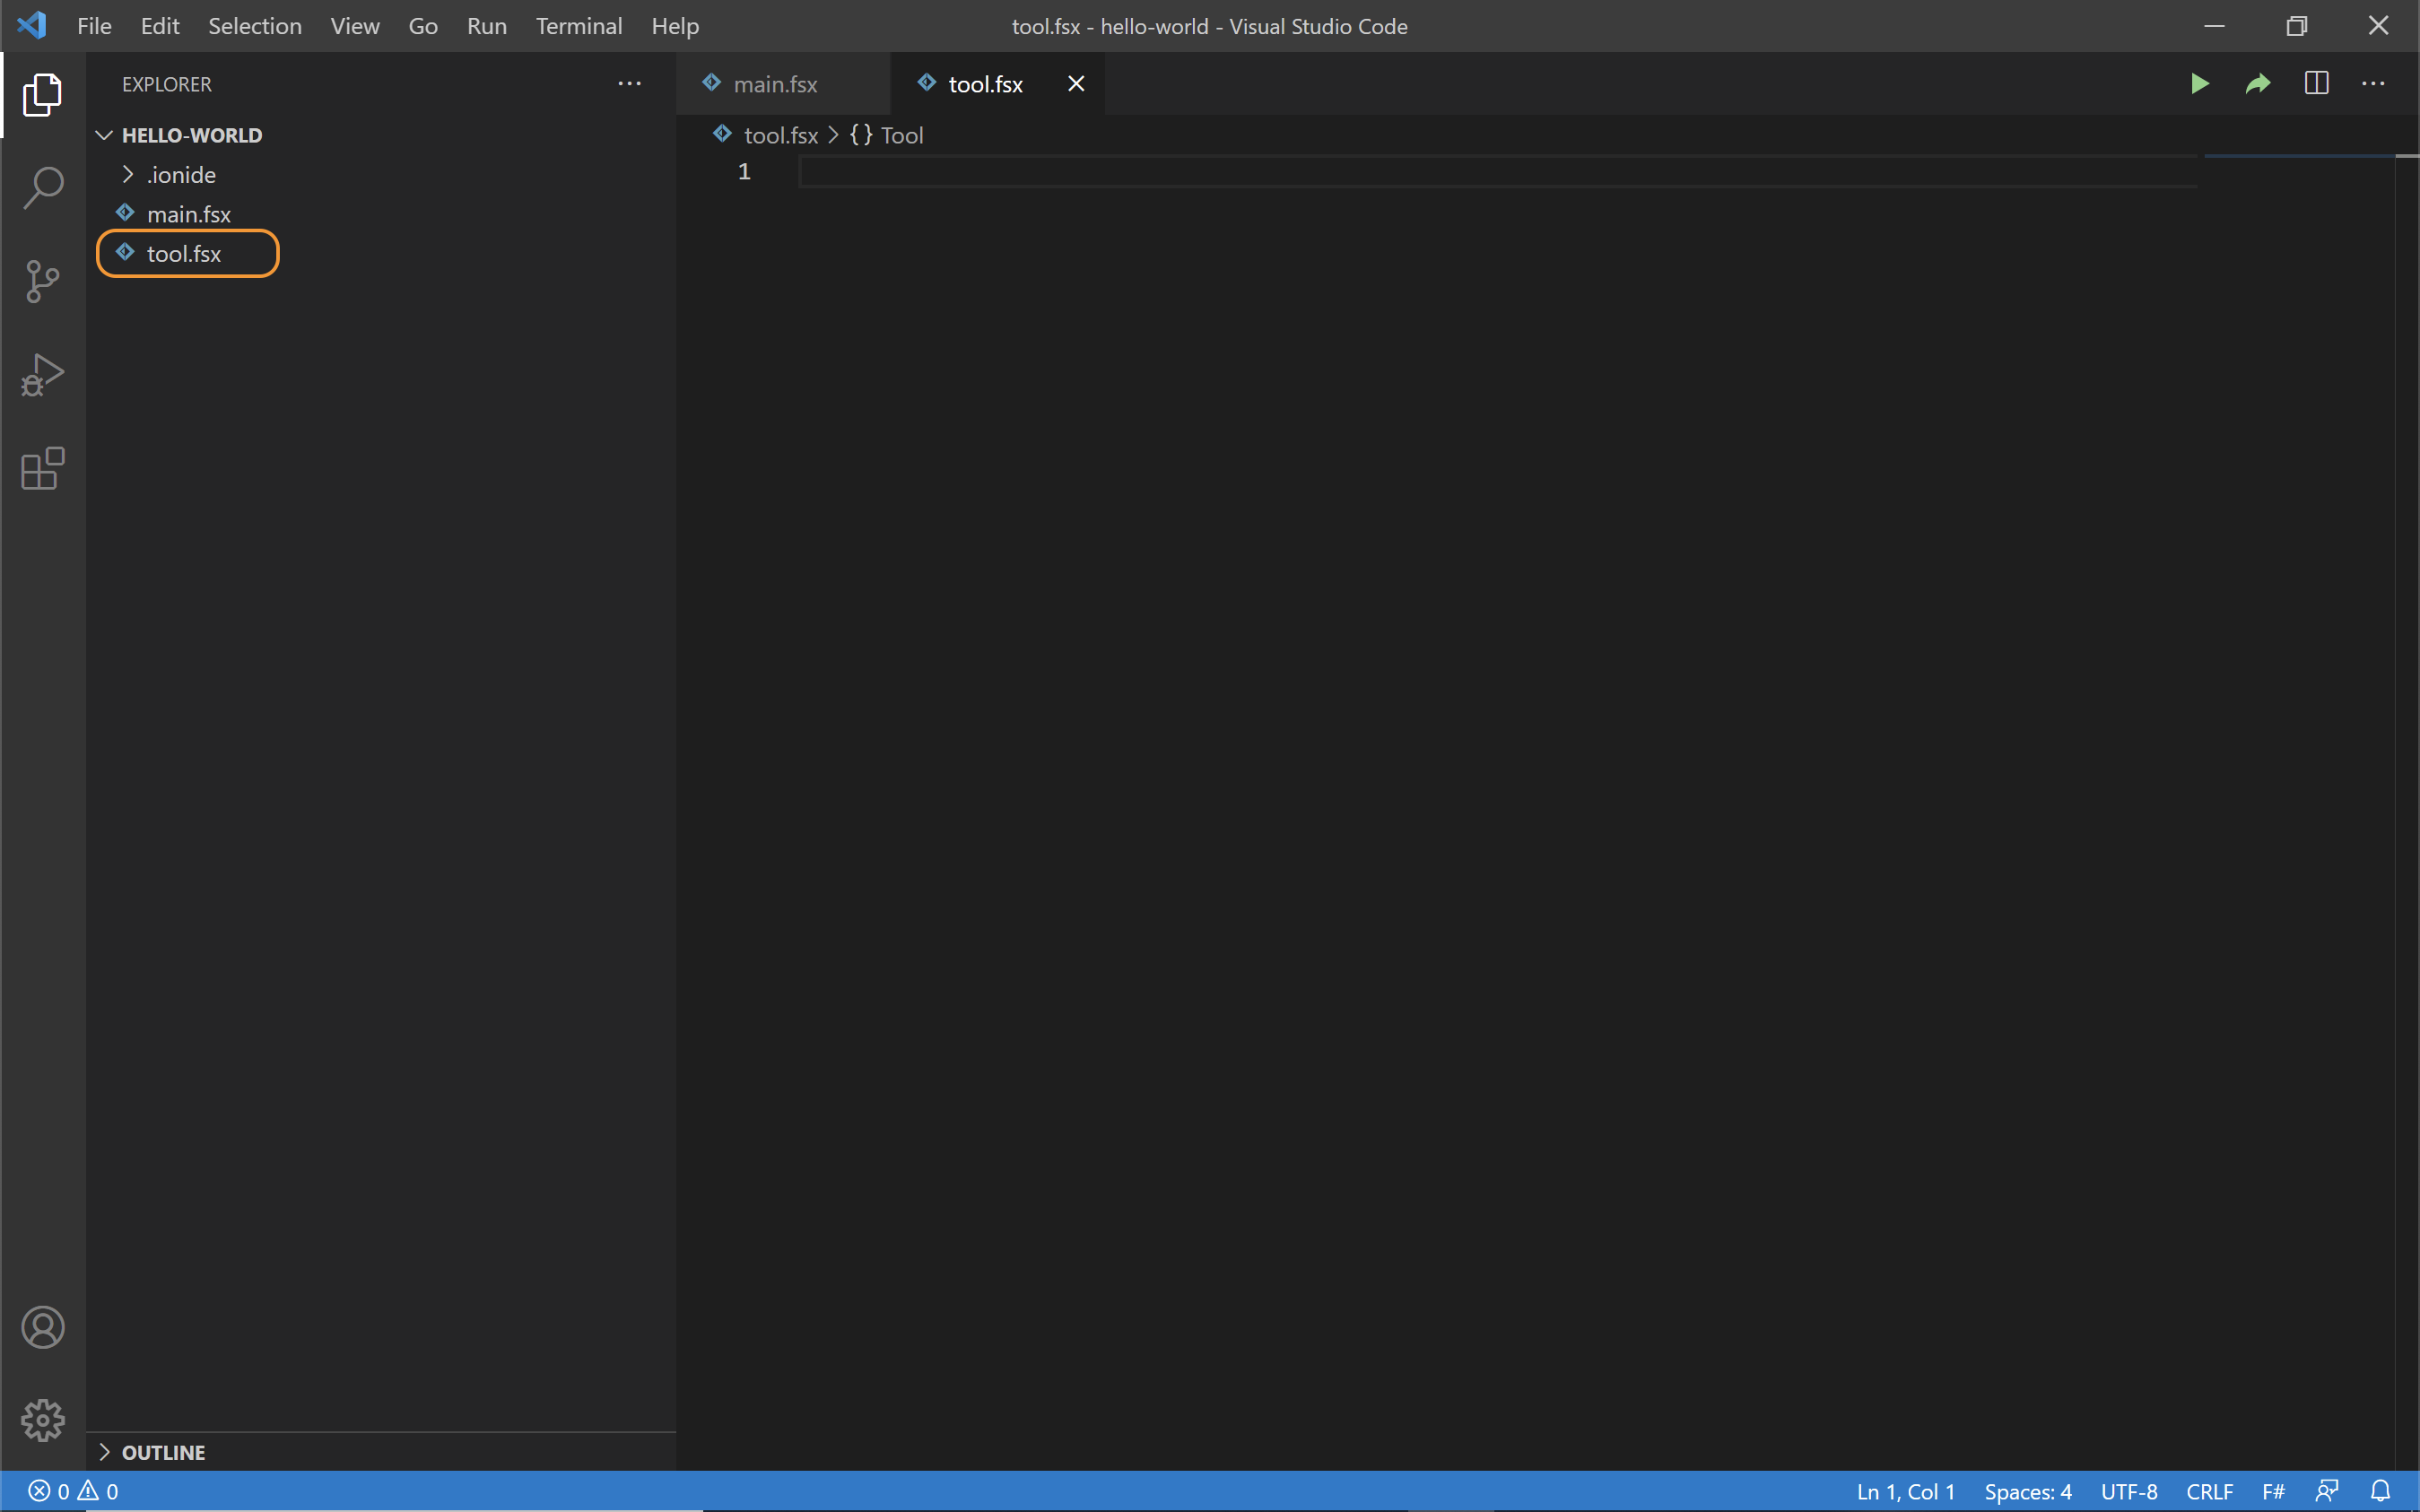 File Edit Selection View Go Run Terminal Help
tool.fsx - hello-world - Visual Studio Code
EXPLORER
HELLO-WORLD
.ionide
main.fsx
tool.fsx
OUTLINE
main.fsx
tool.fsx
tool.fsx > {} Tool
1
0 0
Ln 1, Col 1 Spaces: 4 UTF-8 CRLF F#